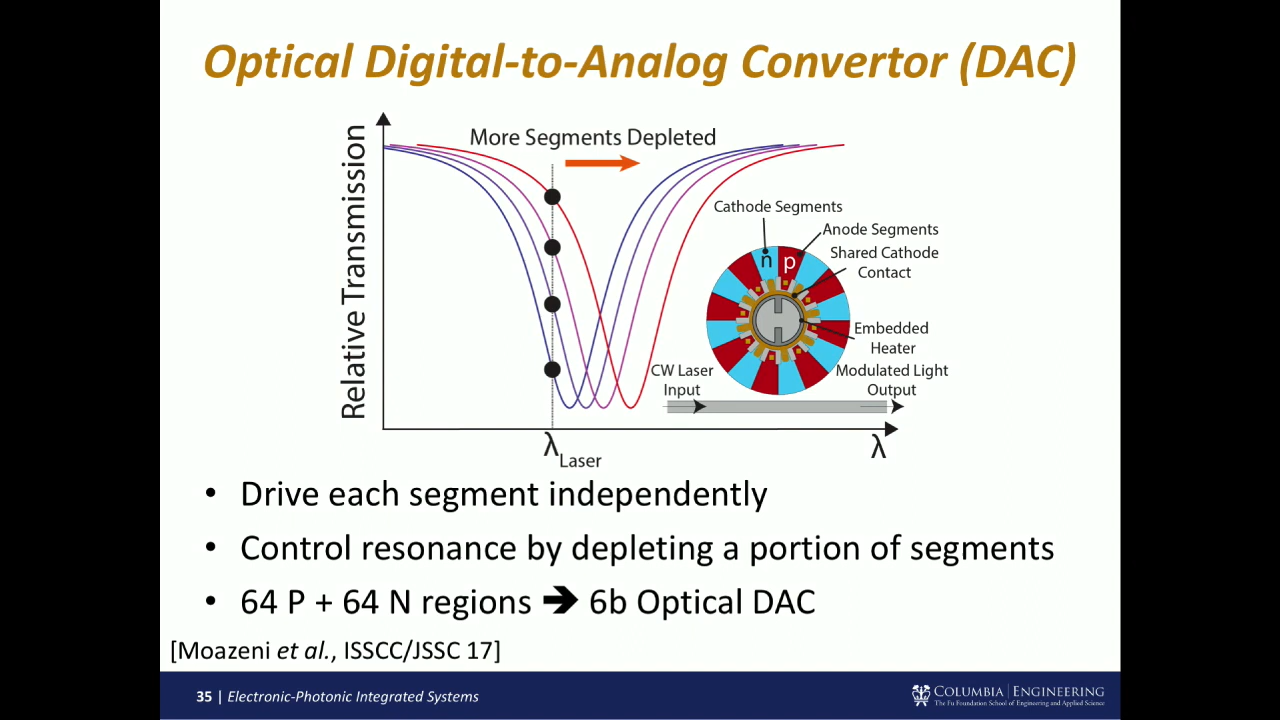 Optical Digital-to-Analog Convertor (DAC)
Relative Transmission
More Segments Depleted
Cathode Segments
Anode Segments
Shared Cathode
Contact
n
p
Embedded
Heater
CW Laser
Input
Modulated Light
Output
λLaser
λ
• Drive each segment independently
• Control resonance by depleting a portion of segments
• 64 P + 64 N regions 🡺 6b Optical DAC
[Moazeni et al., ISSCC/JSSC 17]
35 | Electronic-Photonic Integrated Systems
COLUMBIA | ENGINEERING
The Fu Foundation School of Engineering and Applied Science